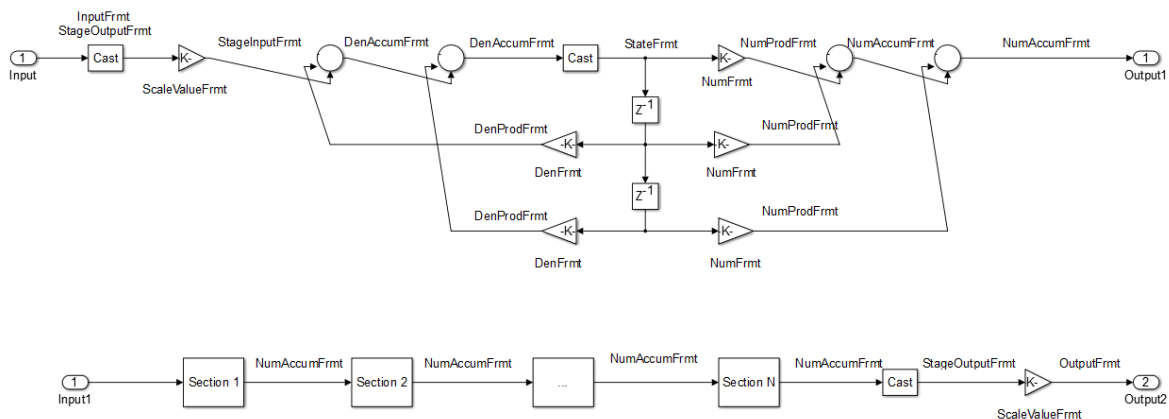 InputFrmt
StageOutputFrmt
StageInputFrmt
DenAccumFrmt
DenAccumFrmt
StateFrmt
NumProdFrmt
NumAccumFrmt
NumAccumFrmt
1
Cast
K-
Cast
K-
1
Input
ScaleValueFrmt
NumFrmt
Output1
Z-1
DenProdFrmt
NumProdFrmt
-K-
-K-
DenFrmt
NumFrmt
Z-1
DenProdFrmt
NumProdFrmt
-K-
-K-
DenFrmt
NumFrmt
NumAccumFrmt
NumAccumFrmt
NumAccumFrmt
NumAccumFrmt
StageOutputFrmt
OutputFrmt
1
Section 1
Section 2
...
Section N
Cast
K-
2
Input1
ScaleValueFrmt
Output2